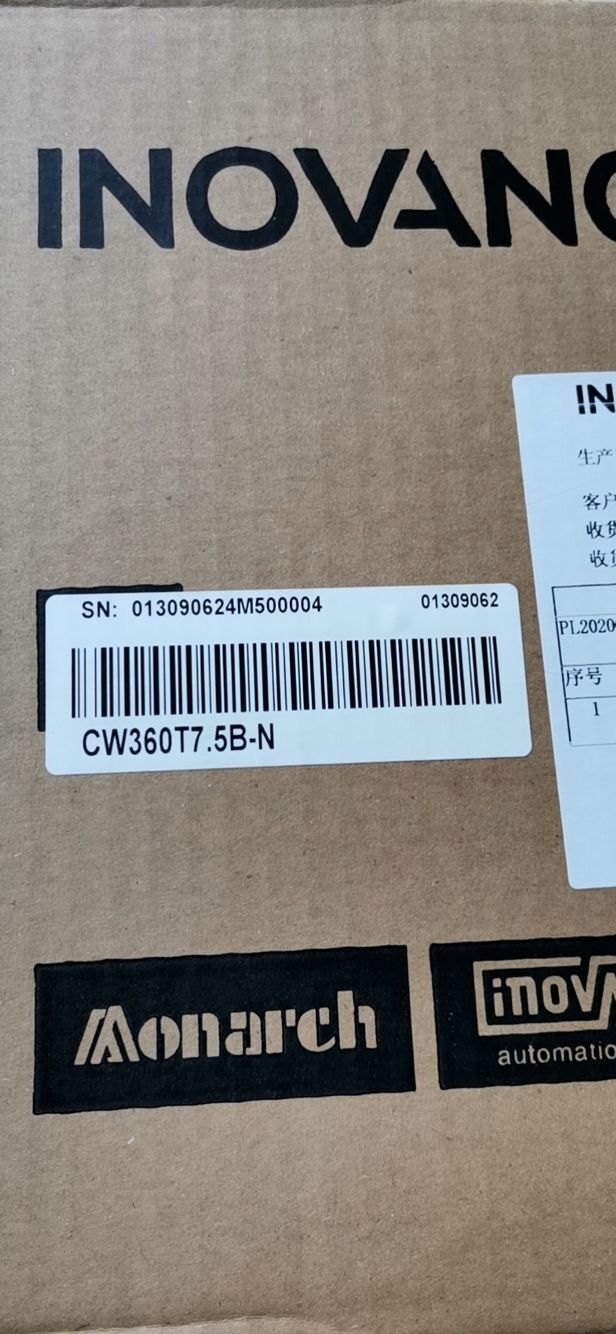 INOVANC
IN
生产
客户
收货
收货
SN: 013090624M500004 01309062
CW360T7.5B-N
PL2020
序号
1
Monarch
inova
automatio